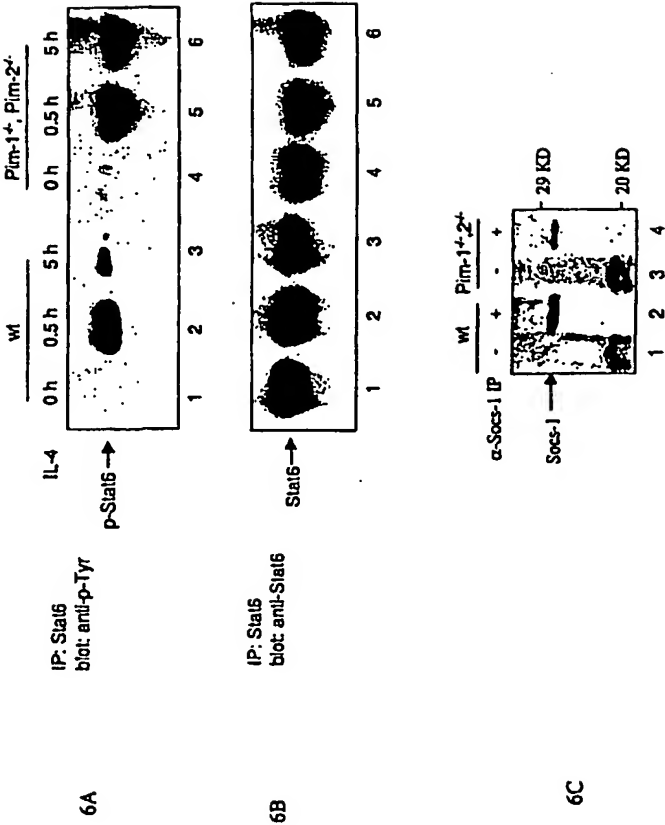 6A
IP: Stat6
blot: anti-p-Tyr
wt Pim-1-/-, Pim-2-/-
IL-4 0 h 0.5 h 5 h 0 h 0.5 h 5 h
p-Stat6
1 2 3 4 5 6
6B
IP: Stat6
blot: anti-Stat6
Stat6
1 2 3 4 5 6
6C
wt Pim-1-/-,2-/-
α-Socs-1 IP - + - +
29 KD
Socs-1
20 KD
1 2 3 4